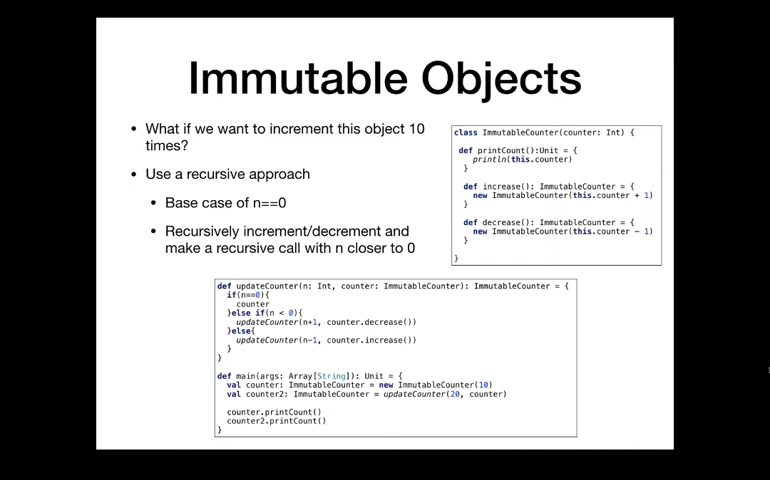 Immutable Objects
• What if we want to increment this object 10
times?
• Use a recursive approach
• Base case of n==0
• Recursively increment/decrement and
make a recursive call with n closer to 0
class ImmutableCounter(counter: Int) {
def printCount():Unit = {
println(this.counter)
}
def increase(): ImmutableCounter = {
new ImmutableCounter(this.counter + 1)
}
def decrease(): ImmutableCounter = {
new ImmutableCounter(this.counter - 1)
}
}
def updateCounter(n: Int, counter: ImmutableCounter): ImmutableCounter = {
if(n==0){
counter
}else if(n < 0){
updateCounter(n+1, counter.decrease())
}else{
updateCounter(n-1, counter.increase())
}
}
def main(args: Array[String]): Unit = {
val counter: ImmutableCounter = new ImmutableCounter(10)
val counter2: ImmutableCounter = updateCounter(20, counter)
counter.printCount()
counter2.printCount()
}